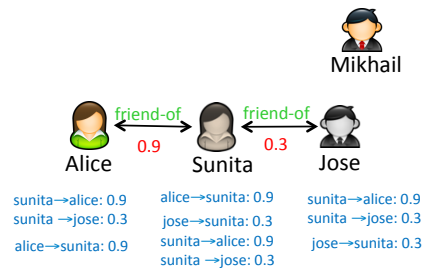 Mikhail
friend-of friend-of
0.9 0.3
Alice Sunita Jose
sunita→alice: 0.9
sunita →jose: 0.3
alice→sunita: 0.9
alice→sunita: 0.9
jose→sunita: 0.3
sunita→alice: 0.9
sunita →jose: 0.3
sunita→alice: 0.9
sunita →jose: 0.3
jose→sunita: 0.3